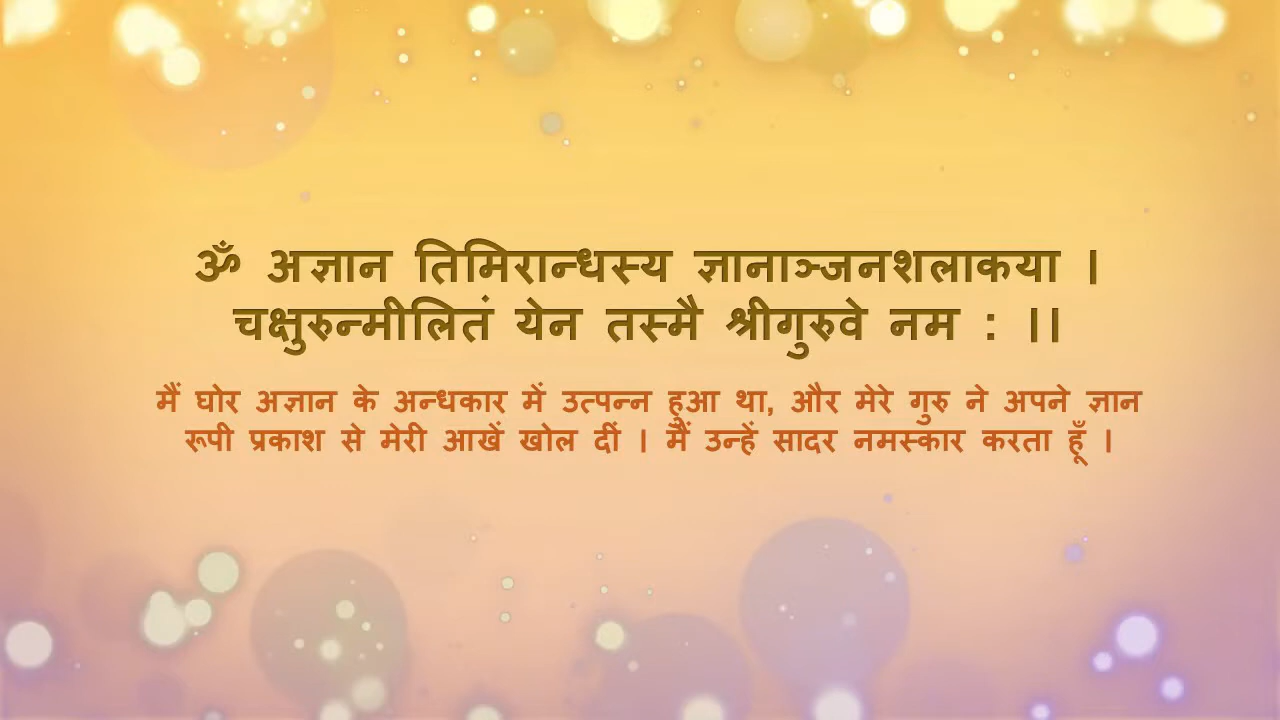 ॐ अज्ञान तिमिरान्धस्य ज्ञानाञ्जनशलाकया ।
चक्षुरुन्मीलितं येन तस्मै श्रीगुरुवे नम : ।।
मैं घोर अज्ञान के अन्धकार में उत्पन्न हुआ था, और मेरे गुरु ने अपने ज्ञान
रूपी प्रकाश से मेरी आखें खोल दीं । मैं उन्हें सादर नमस्कार करता हूँ ।